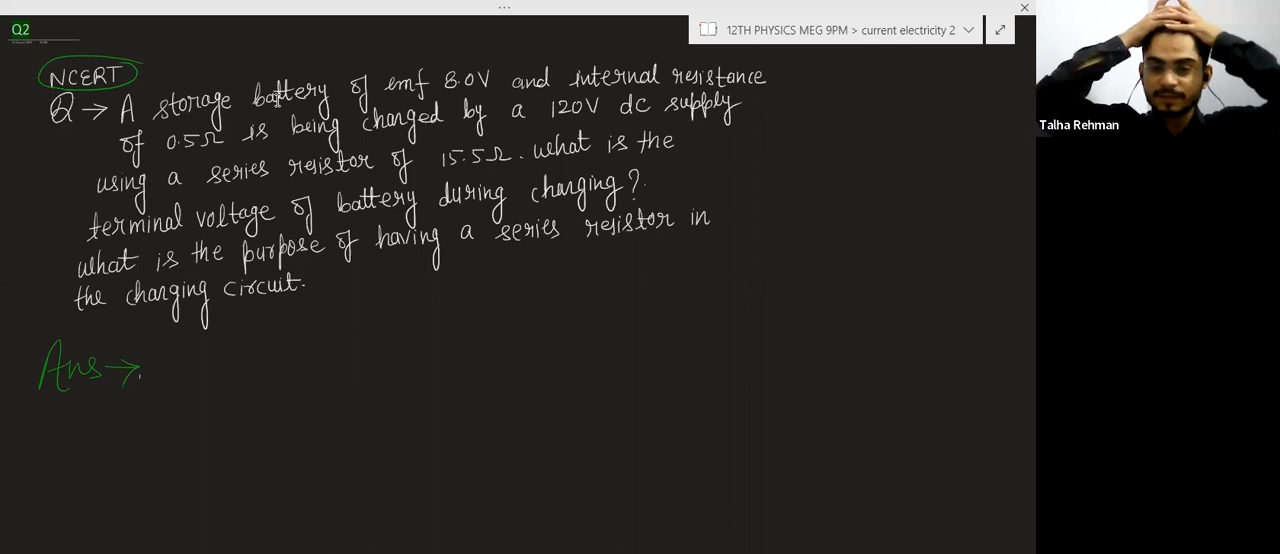 Q2
12TH PHYSICS MEG 9PM > current electricity 2
NCERT
Q → A storage battery of emf 8.0V and internal resistance
of 0.5Ω is being charged by a 120V dc supply
using a series resistor of 15.5Ω. what is the
terminal voltage of battery during charging?
what is the purpose of having a series resistor in
the charging circuit.
Ans →
Talha Rehman